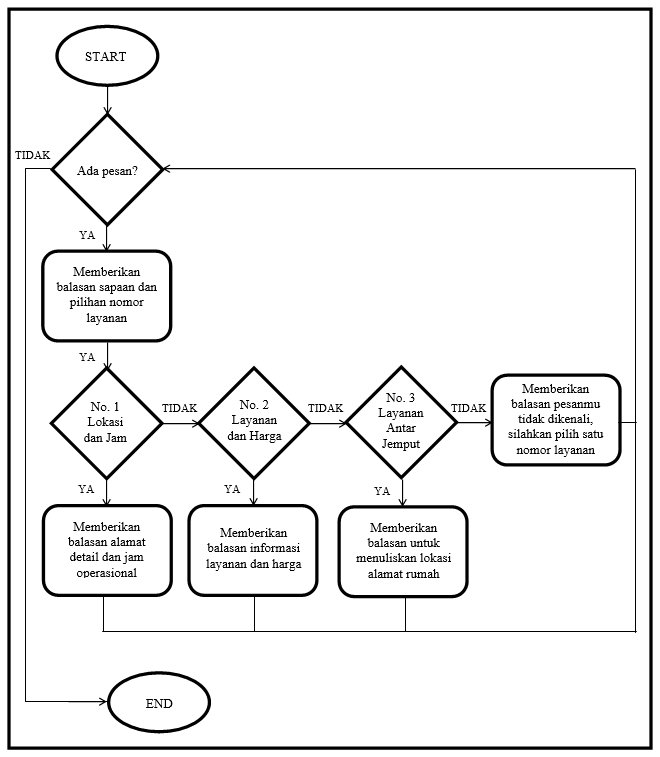 START
TIDAK
Ada pesan?
YA
Memberikan
balasan sapaan dan
pilihan nomor
layanan
YA
No. 1
Lokasi
dan Jam
TIDAK
No. 2
Layanan
dan Harga
TIDAK
No. 3
Layanan
Antar
Jemput
TIDAK
Memberikan
balasan pesanmu
tidak dikenali,
silahkan pilih satu
nomor layanan
YA
YA
YA
Memberikan
balasan alamat
detail dan jam
operasional
Memberikan
balasan informasi
layanan dan harga
Memberikan
balasan untuk
menuliskan lokasi
alamat rumah
END